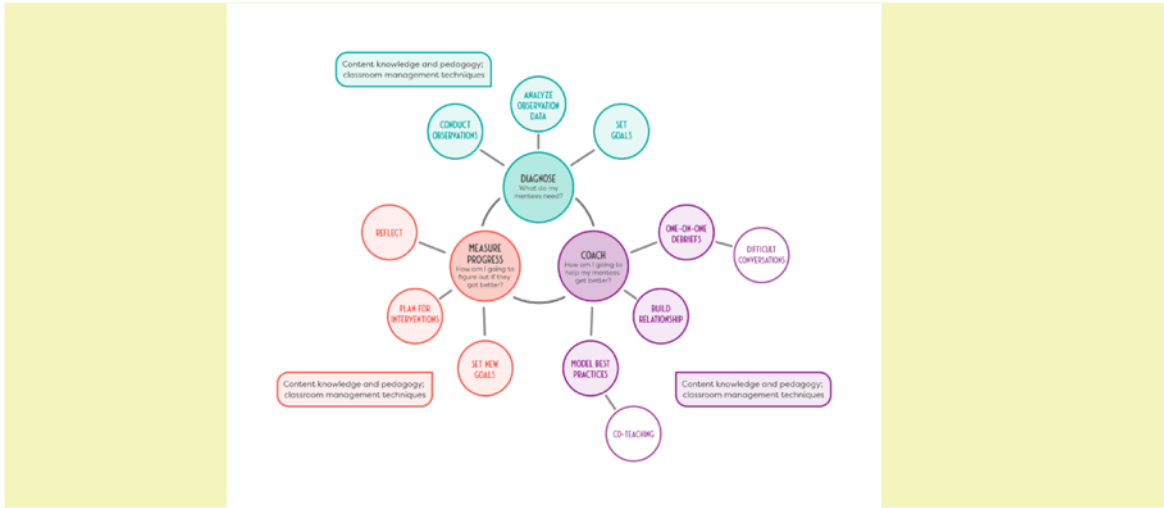 Content knowledge and pedagogy;
classroom management techniques
ANALYZE
OBSERVATION
DATA
CONDUCT
OBSERVATIONS
SET
GOALS
DIAGNOSE
What do my
mentees need?
REFLECT
MEASURE
PROGRESS
How am I going to
figure out if they
got better?
COACH
How am I going to
help my mentees
get better?
ONE-ON-ONE
DEBRIEFS
DIFFICULT
CONVERSATIONS
PLAN FOR
INTERVENTIONS
BUILD
RELATIONSHIP
SET NEW
GOALS
MODEL BEST
PRACTICES
Content knowledge and pedagogy;
classroom management techniques
Content knowledge and pedagogy;
classroom management techniques
CO-TEACHING